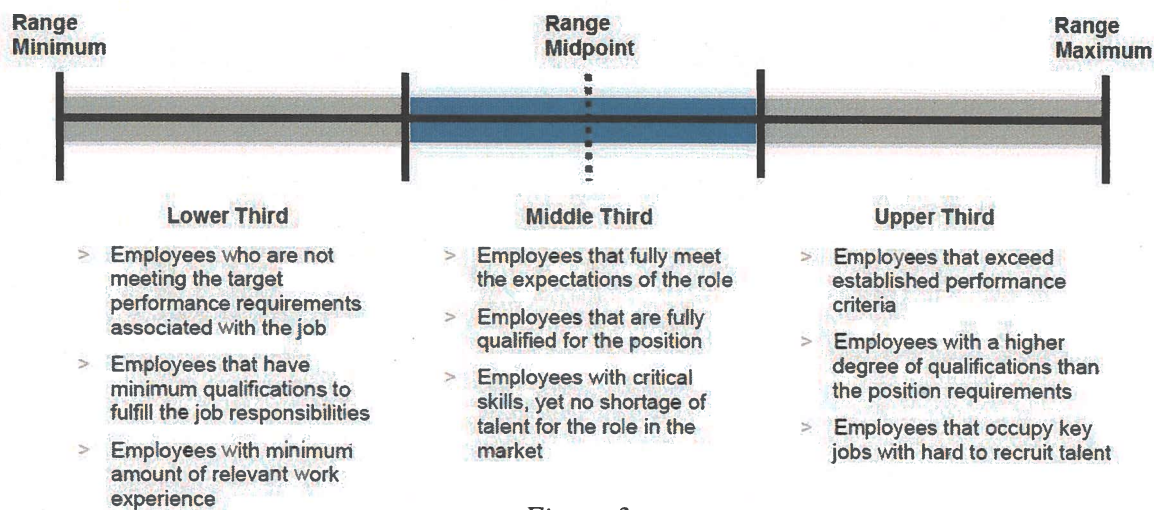 Range
Minimum
Range
Midpoint
Range
Maximum
Lower Third
> Employees who are not
meeting the target
performance requirements
associated with the job
> Employees that have
minimum qualifications to
fulfill the job responsibilities
> Employees with minimum
amount of relevant work
experience
Middle Third
> Employees that fully meet
the expectations of the role
> Employees that are fully
qualified for the position
> Employees with critical
skills, yet no shortage of
talent for the role in the
market
Upper Third
> Employees that exceed
established performance
criteria
> Employees with a higher
degree of qualifications than
the position requirements
> Employees that occupy key
jobs with hard to recruit talent